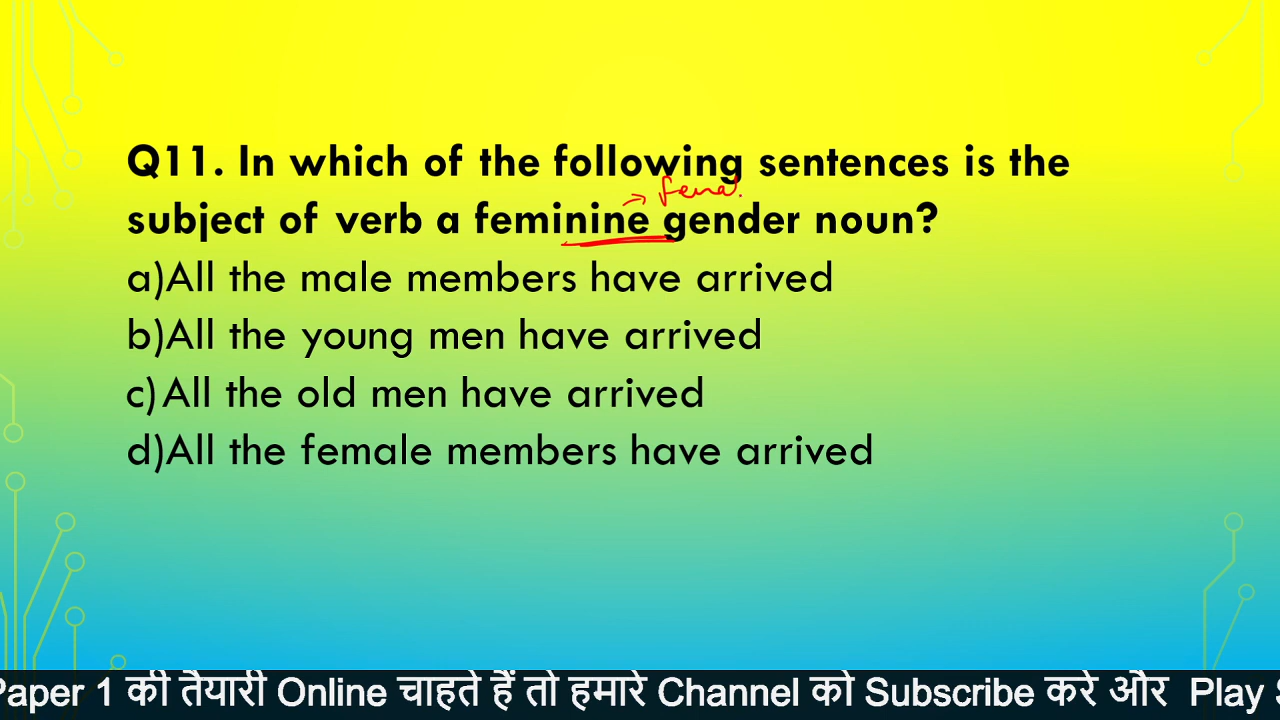 Q11. In which of the following sentences is the
subject of verb a feminine gender noun?
a)All the male members have arrived
b)All the young men have arrived
c)All the old men have arrived
d)All the female members have arrived
Paper 1 की तैयारी Online चाहते हैं तो हमारे Channel को Subscribe करे और Play